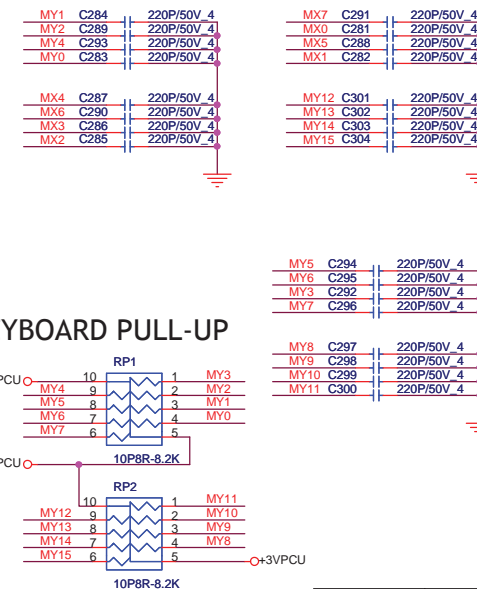 MY1 C284 220P/50V_4
MY2 C289 220P/50V_4
MY4 C293 220P/50V_4
MY0 C283 220P/50V_4
MX4 C287 220P/50V_4
MX6 C290 220P/50V_4
MX3 C286 220P/50V_4
MX2 C285 220P/50V_4
MX7 C291 220P/50V_4
MX0 C281 220P/50V_4
MX5 C288 220P/50V_4
MX1 C282 220P/50V_4
MY12 C301 220P/50V_4
MY13 C302 220P/50V_4
MY14 C303 220P/50V_4
MY15 C304 220P/50V_4
MY5 C294 220P/50V_4
MY6 C295 220P/50V_4
MY3 C292 220P/50V_4
MY7 C296 220P/50V_4
MY8 C297 220P/50V_4
MY9 C298 220P/50V_4
MY10 C299 220P/50V_4
MY11 C300 220P/50V_4
YBOARD PULL-UP
RP1
PCU 10 1 MY3
MY4 9 2 MY2
MY5 8 3 MY1
MY6 7 4 MY0
MY7 6 5
PCU
10P8R-8.2K
RP2
10 1 MY11
MY12 9 2 MY10
MY13 8 3 MY9
MY14 7 4 MY8
MY15 6 5 +3VPCU
10P8R-8.2K